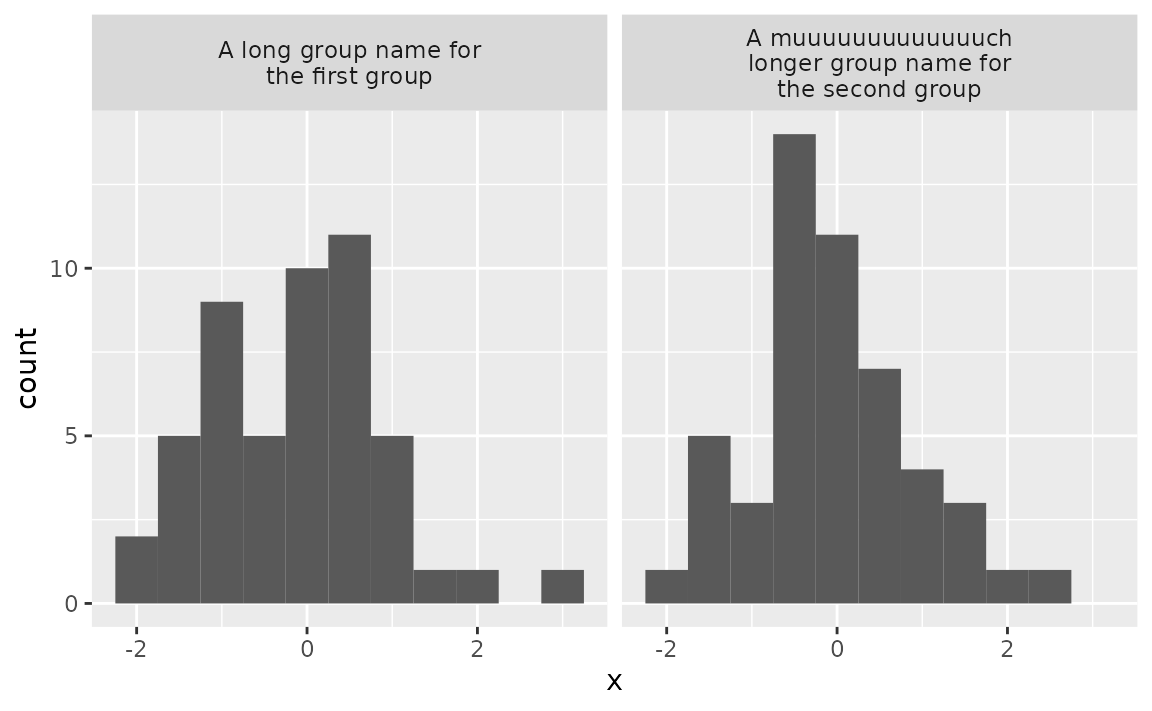 A long group name for
the first group
A muuuuuuuuuuuuuch
longer group name for
the second group
count
10
5
0
-2
0
2
-2
0
2
x